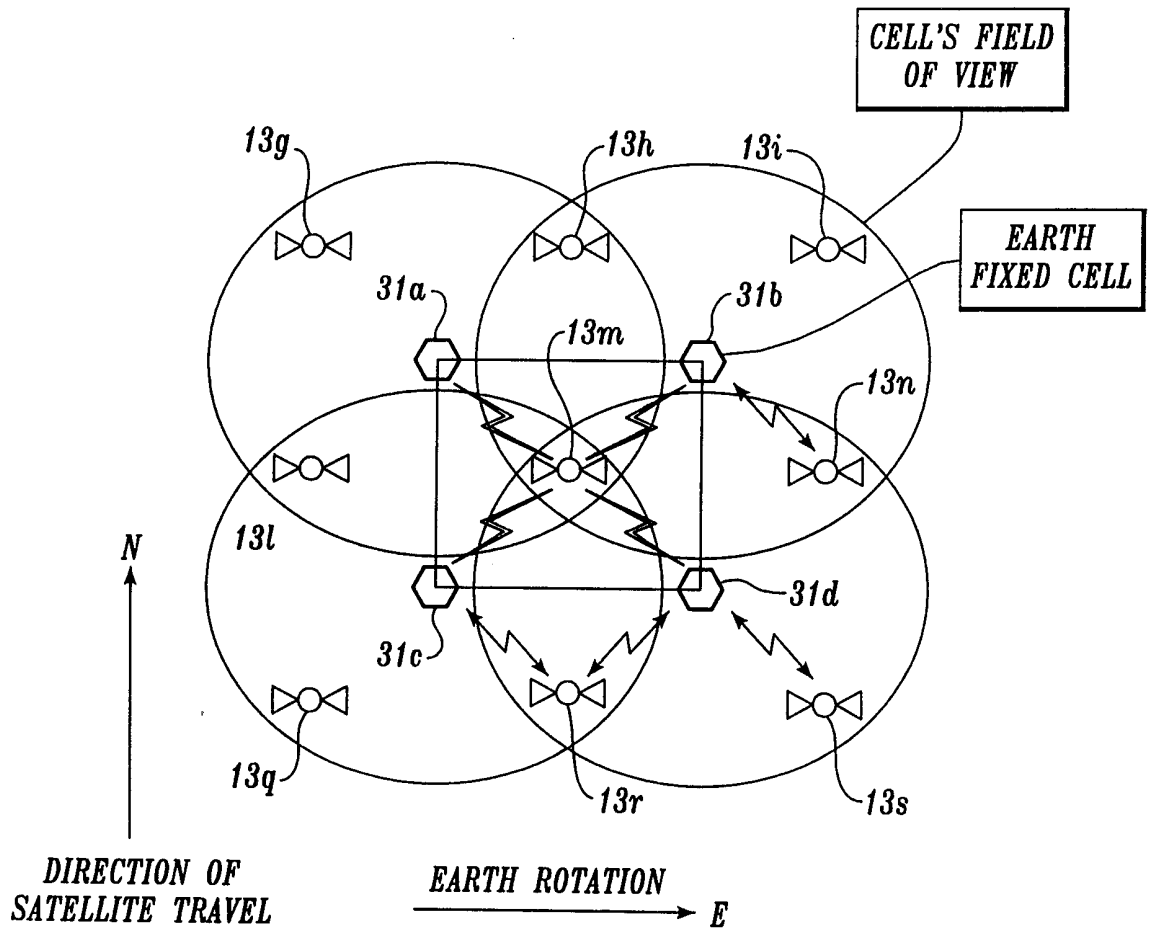 CELL'S FIELD
OF VIEW
13g
13h
13i
EARTH
FIXED CELL
31a
31b
13m
13n
13l
N
31d
31c
13q
13r
13s
DIRECTION OF
SATELLITE TRAVEL
EARTH ROTATION
E